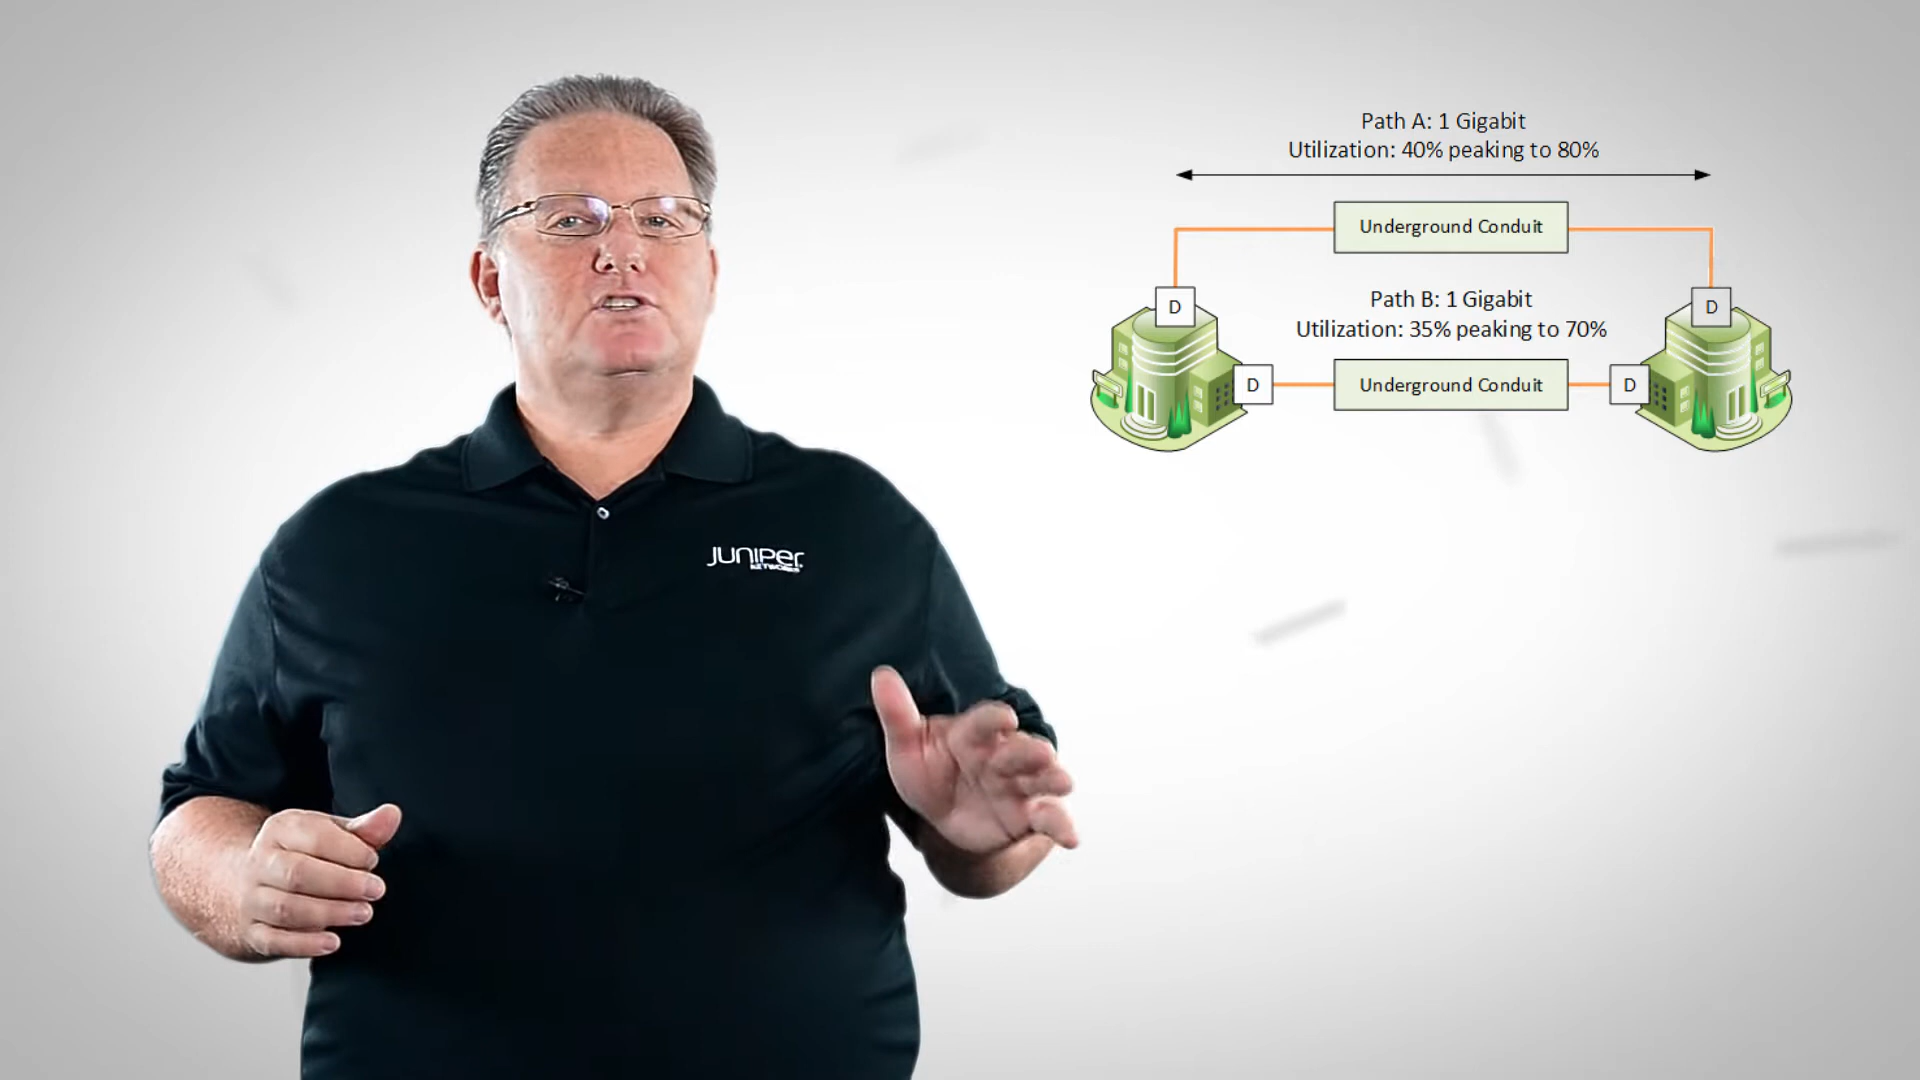 Path A: 1 Gigabit
Utilization: 40% peaking to 80%
Underground Conduit
D
D
Path B: 1 Gigabit
Utilization: 35% peaking to 70%
D
Underground Conduit
D
JUNIPER
NETWORKS